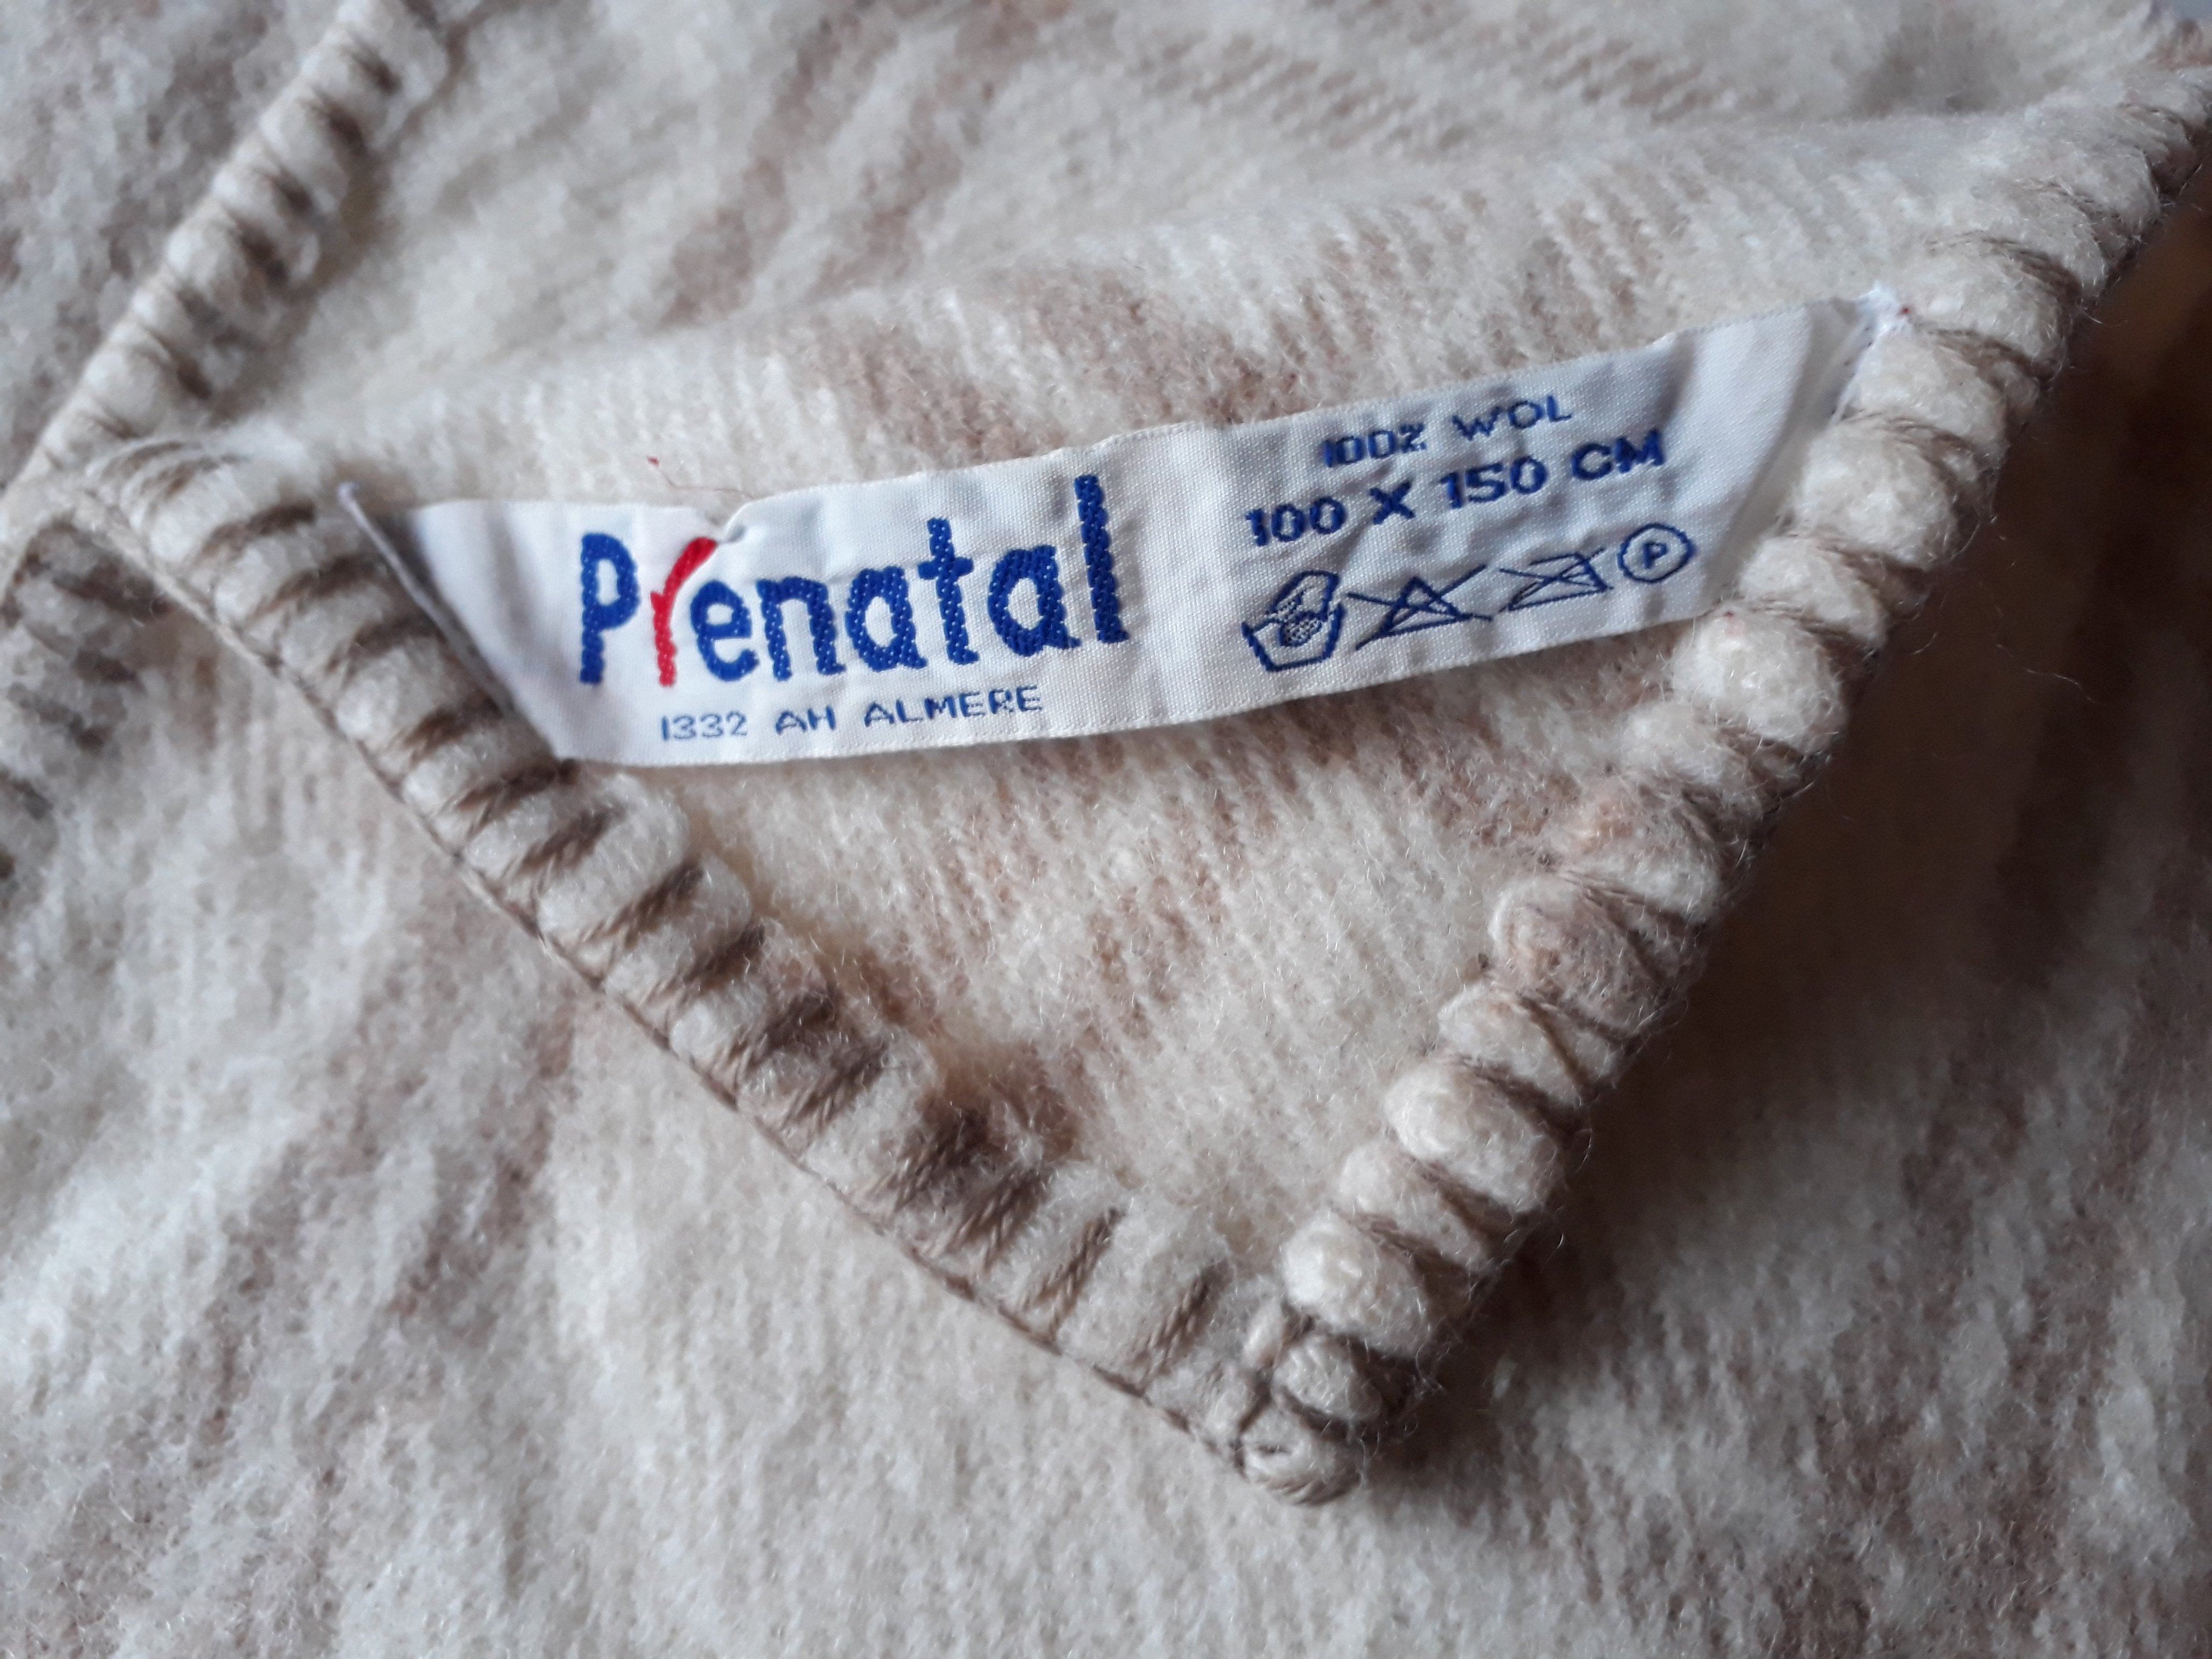 Prenatal
1332 AH ALMERE
100% WOL
100 X 150 CM
P